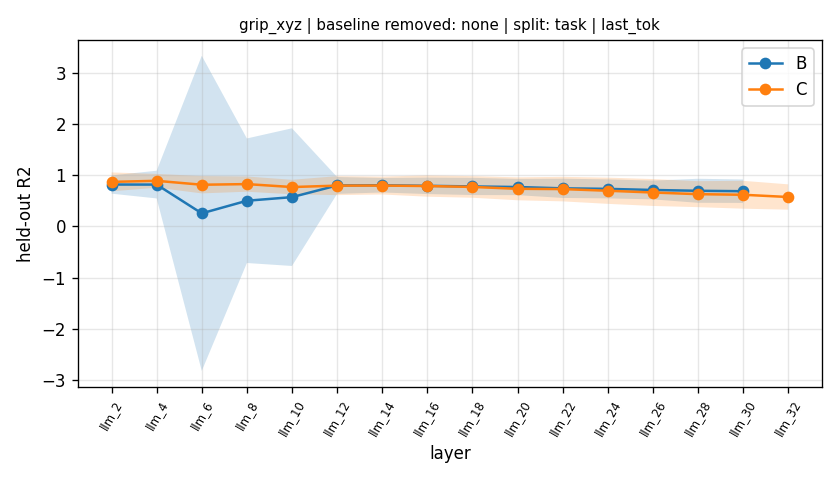 grip_xyz | baseline removed: none | split: task | last_tok
held-out R2
3
2
1
0
−1
−2
−3
B
C
llm_2 llm_4 llm_6 llm_8 llm_10 llm_12 llm_14 llm_16 llm_18 llm_20 llm_22 llm_24 llm_26 llm_28 llm_30 llm_32
layer